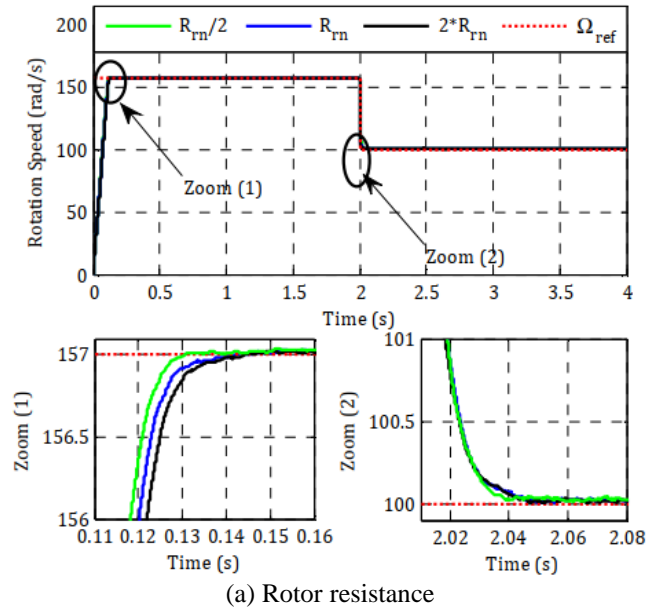 R_rn/2 R_rn 2*R_rn Ω_ref
Rotation Speed (rad/s)
200
150
100
50
0
Zoom (1)
Zoom (2)
0 0.5 1 1.5 2 2.5 3 3.5 4
Time (s)
Zoom (1)
157
156.5
156
0.11 0.12 0.13 0.14 0.15 0.16
Time (s)
Zoom (2)
101
100.5
100
2.02 2.04 2.06 2.08
Time (s)
(a) Rotor resistance